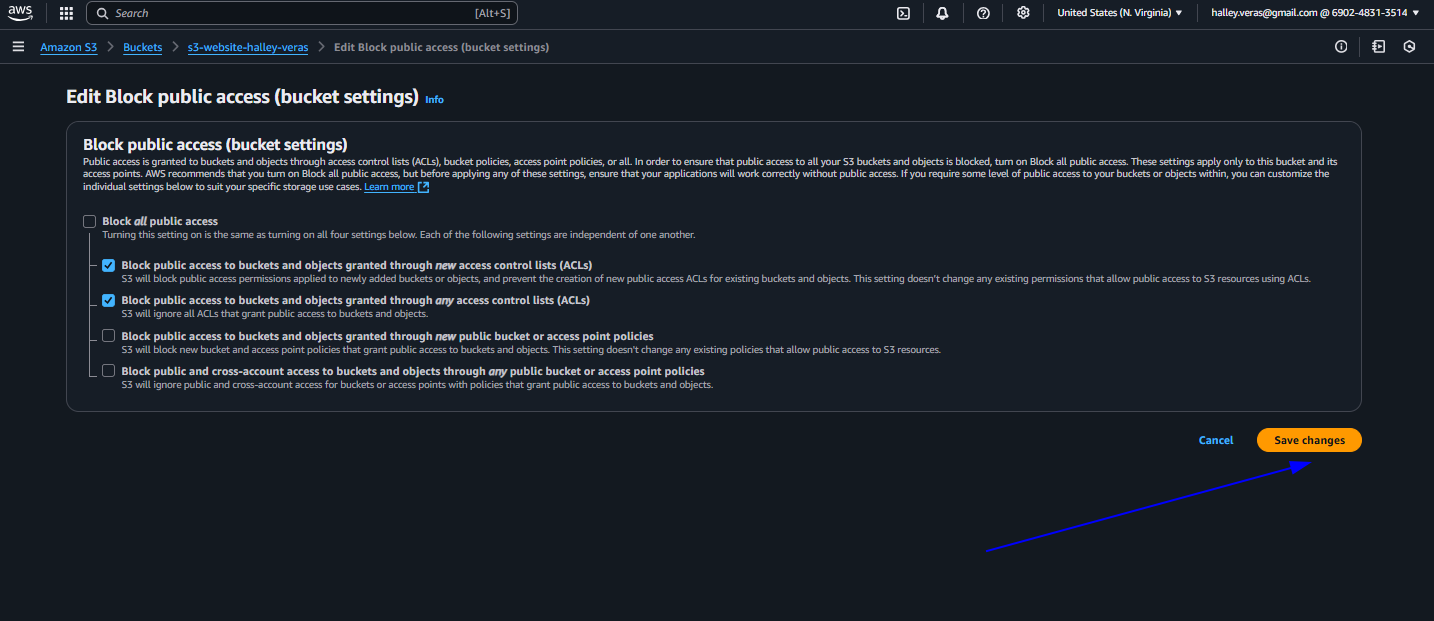 aws Search [Alt+S] United States (N. Virginia) ▼ halley.veras@gmail.com @ 6902-4831-3514 ▼
Amazon S3 > Buckets > s3-website-halley-veras > Edit Block public access (bucket settings)
Edit Block public access (bucket settings) Info
Block public access (bucket settings)
Public access is granted to buckets and objects through access control lists (ACLs), bucket policies, access point policies, or all. In order to ensure that public access to all your S3 buckets and objects is blocked, turn on Block all public access. These settings apply only to this bucket and its
access points. AWS recommends that you turn on Block all public access, but before applying any of these settings, ensure that your applications will work correctly without public access. If you require some level of public access to your buckets or objects within, you can customize the
individual settings below to suit your specific storage use cases. Learn more
Block all public access
Turning this setting on is the same as turning on all four settings below. Each of the following settings are independent of one another.
Block public access to buckets and objects granted through new access control lists (ACLs)
S3 will block public access permissions applied to newly added buckets or objects, and prevent the creation of new public access ACLs for existing buckets and objects. This setting doesn't change any existing permissions that allow public access to S3 resources using ACLs.
Block public access to buckets and objects granted through any access control lists (ACLs)
S3 will ignore all ACLs that grant public access to buckets and objects.
Block public access to buckets and objects granted through new public bucket or access point policies
S3 will block new bucket and access point policies that grant public access to buckets and objects. This setting doesn't change any existing policies that allow public access to S3 resources.
Block public and cross-account access to buckets and objects through any public bucket or access point policies
S3 will ignore public and cross-account access for buckets or access points with policies that grant public access to buckets and objects.
Cancel Save changes